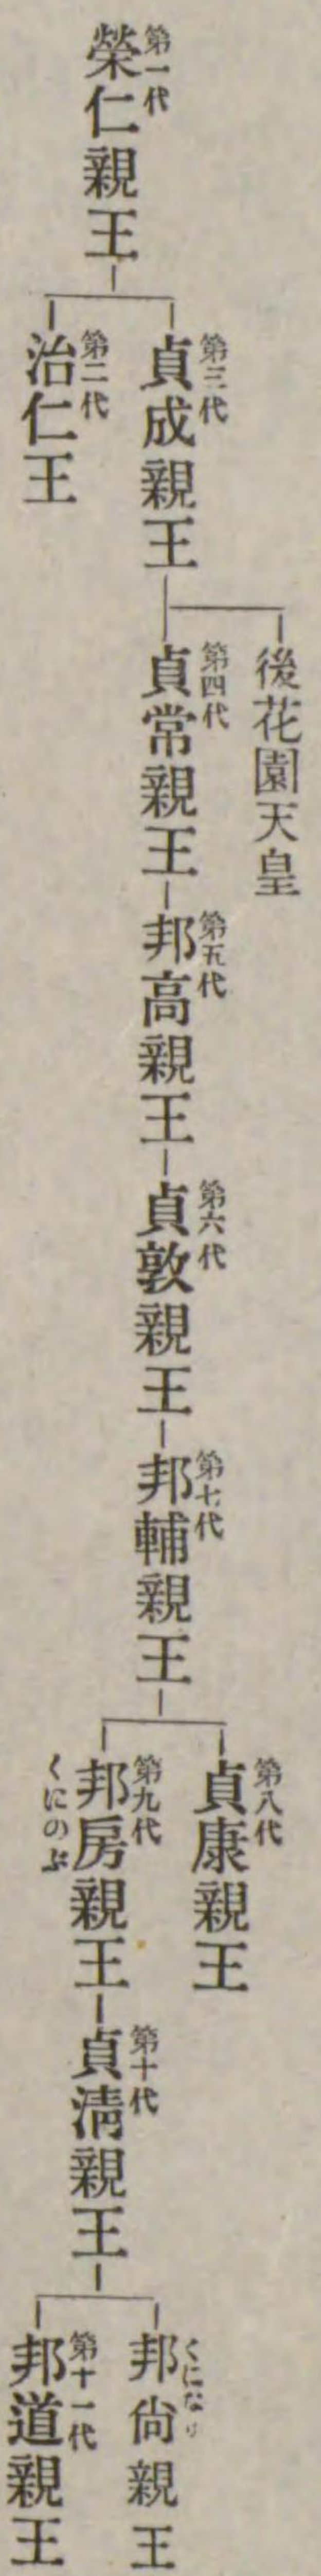 第一代
榮仁親王
第三代
貞成親王
第二代
治仁王
後花園天皇
第四代
貞常親王
第五代
邦高親王
第六代
貞敦親王
第七代
邦輔親王
第八代
貞康親王
第九代
邦房親王
くにのぶ
第十代
貞淸親王
くになり
邦尙親王
第十一代
邦道親王